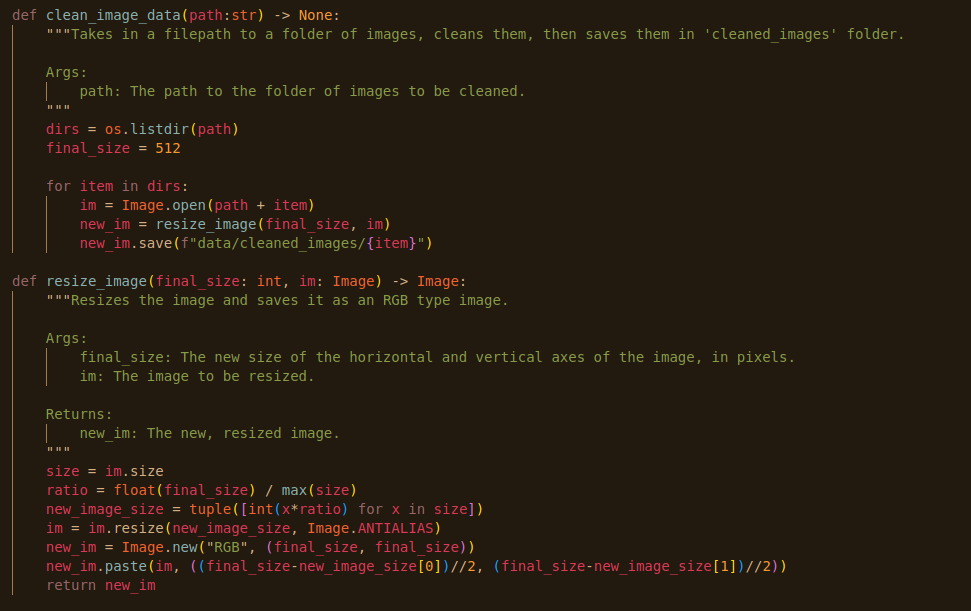 def clean_image_data(path:str) -> None:
    """Takes in a filepath to a folder of images, cleans them, then saves them in 'cleaned_images' folder.

    Args:
        path: The path to the folder of images to be cleaned.
    """
    dirs = os.listdir(path)
    final_size = 512

    for item in dirs:
        im = Image.open(path + item)
        new_im = resize_image(final_size, im)
        new_im.save(f"data/cleaned_images/{item}")

def resize_image(final_size: int, im: Image) -> Image:
    """Resizes the image and saves it as an RGB type image.

    Args:
        final_size: The new size of the horizontal and vertical axes of the image, in pixels.
        im: The image to be resized.

    Returns:
        new_im: The new, resized image.
    """
    size = im.size
    ratio = float(final_size) / max(size)
    new_image_size = tuple([int(x*ratio) for x in size])
    im = im.resize(new_image_size, Image.ANTIALIAS)
    new_im = Image.new("RGB", (final_size, final_size))
    new_im.paste(im, ((final_size-new_image_size[0])//2, (final_size-new_image_size[1])//2))
    return new_im